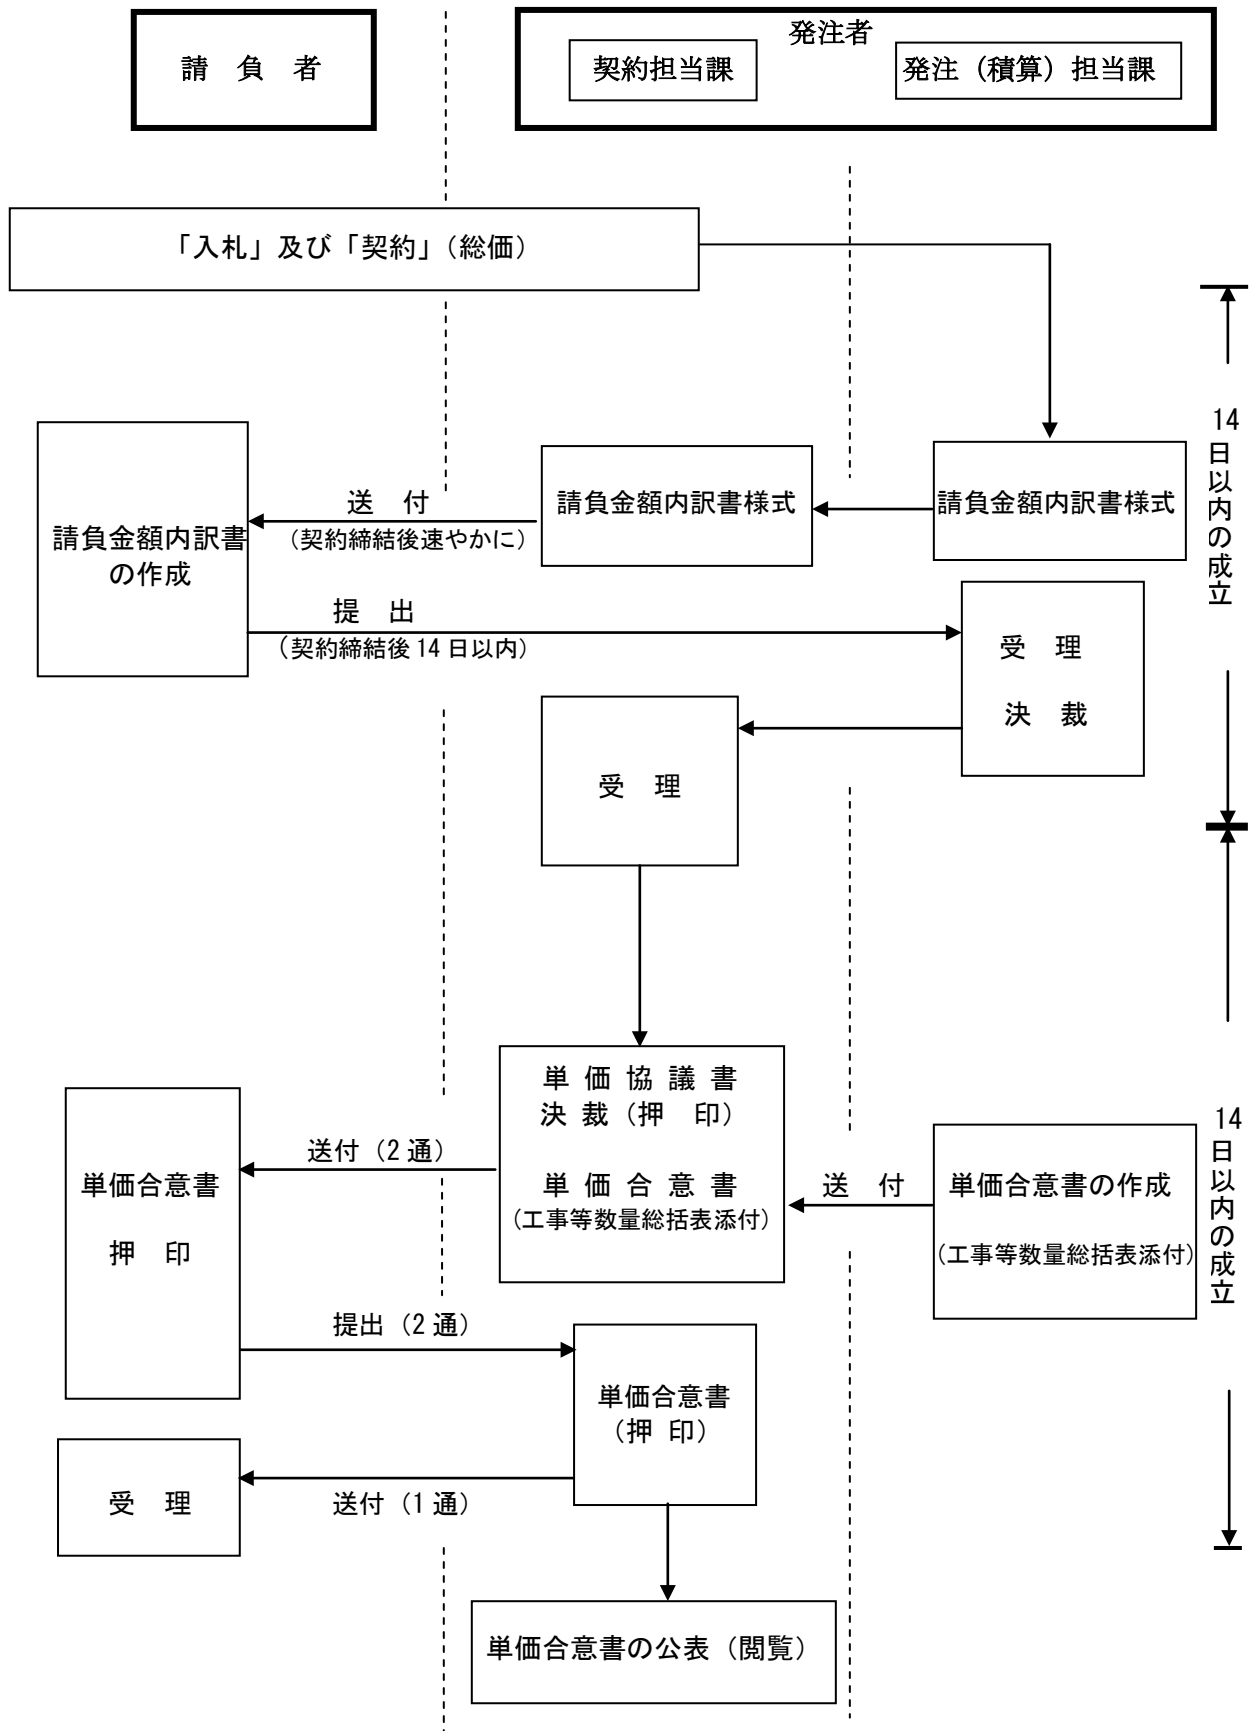 請　負　者
発注者
契約担当課
発注（積算）担当課
「入札」及び「契約」（総価）
請負金額内訳書様式
請負金額内訳書様式
送　付
（契約締結後速やかに）
請負金額内訳書
の作成
提　出
（契約締結後 14 日以内）
受　理
決　裁
受　理
14
日以内の成立
単 価 協 議 書
決 裁（押　印）
単 価 合 意 書
（工事等数量総括表添付）
送　付
単価合意書の作成
（工事等数量総括表添付）
送付（2 通）
単価合意書
押　印
提出（2 通）
単価合意書
（押 印）
受　理
送付（1 通）
単価合意書の公表（閲覧）
14
日以内の成立